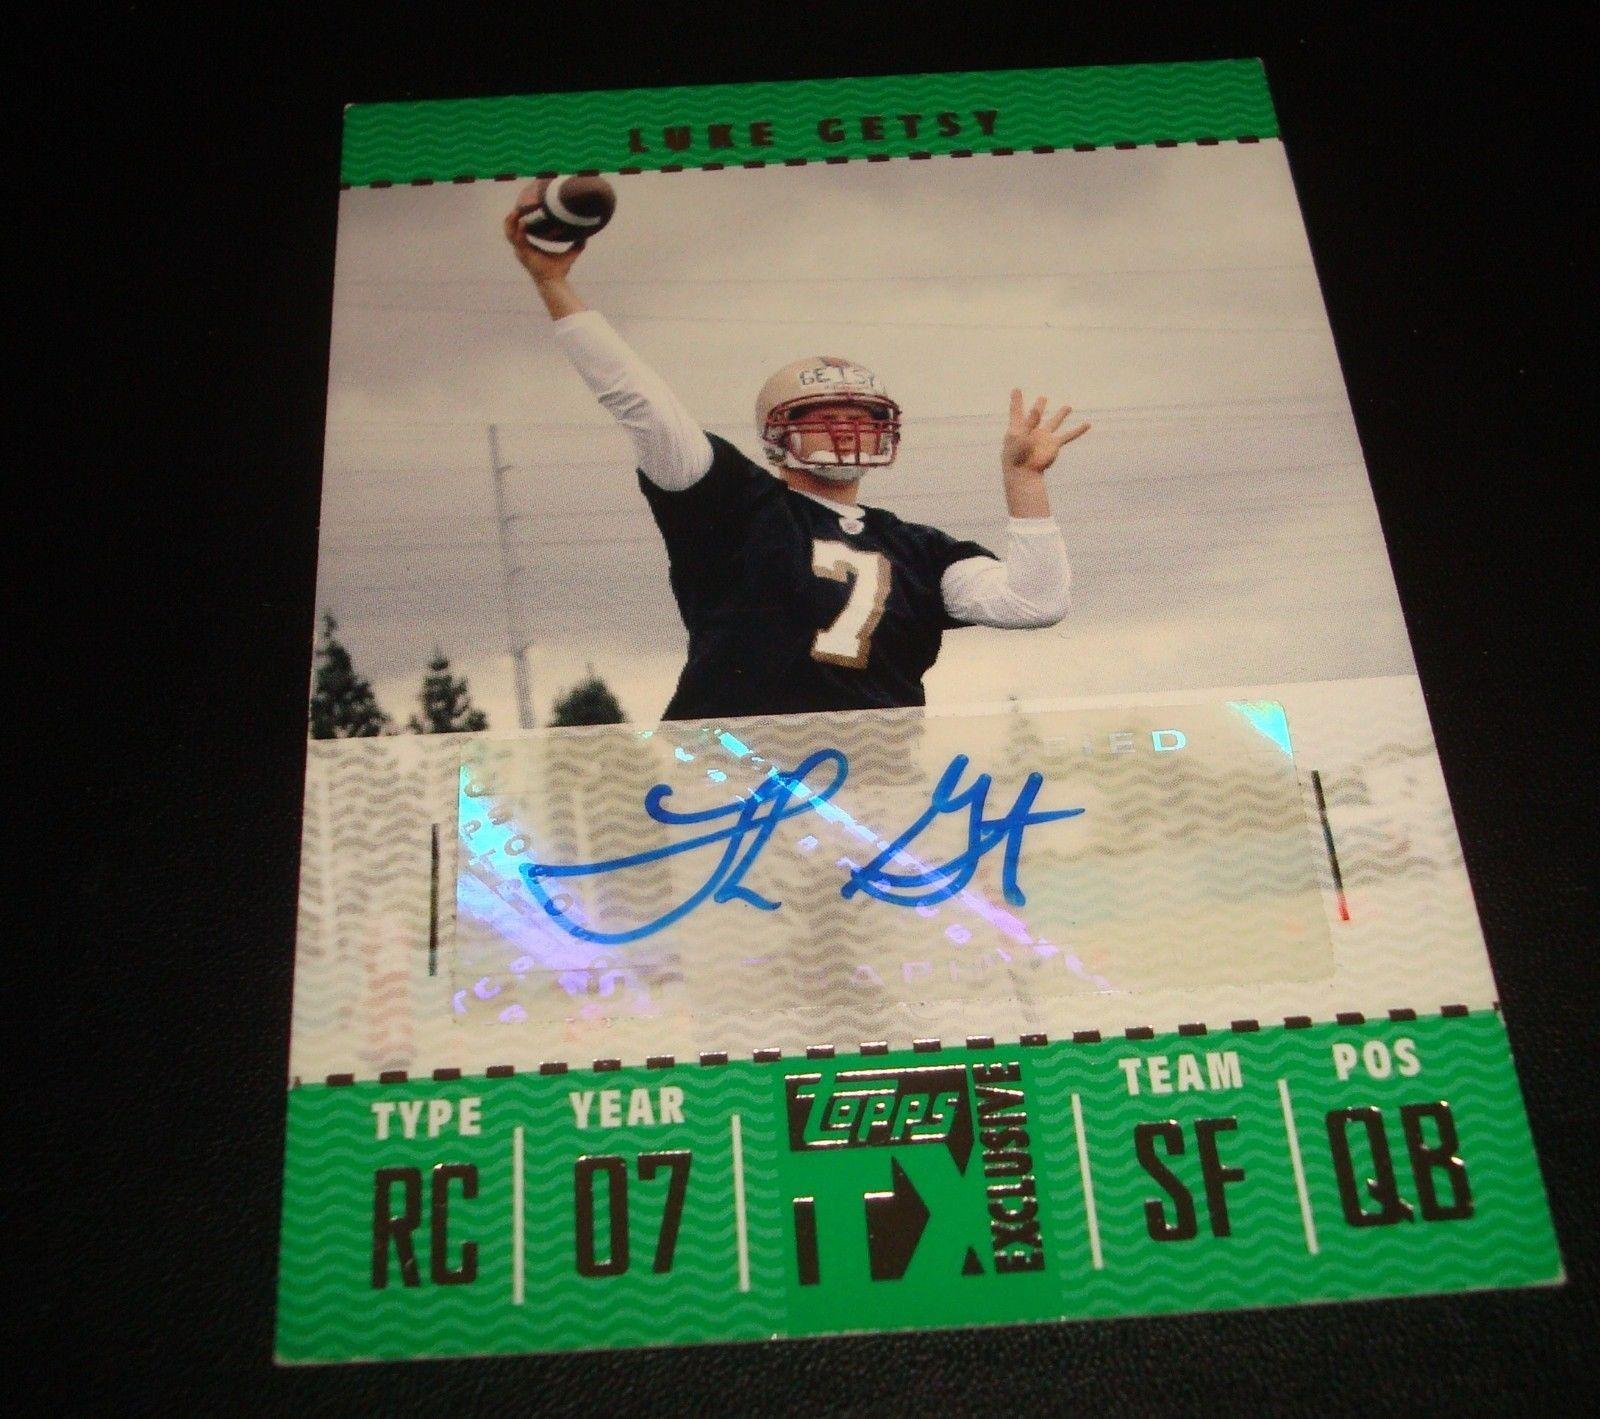 LUKE GETSY
GETSY
7
TYPE YEAR TOPPS TEAM POS
RC 07 TX EXCLUSIVE SF QB